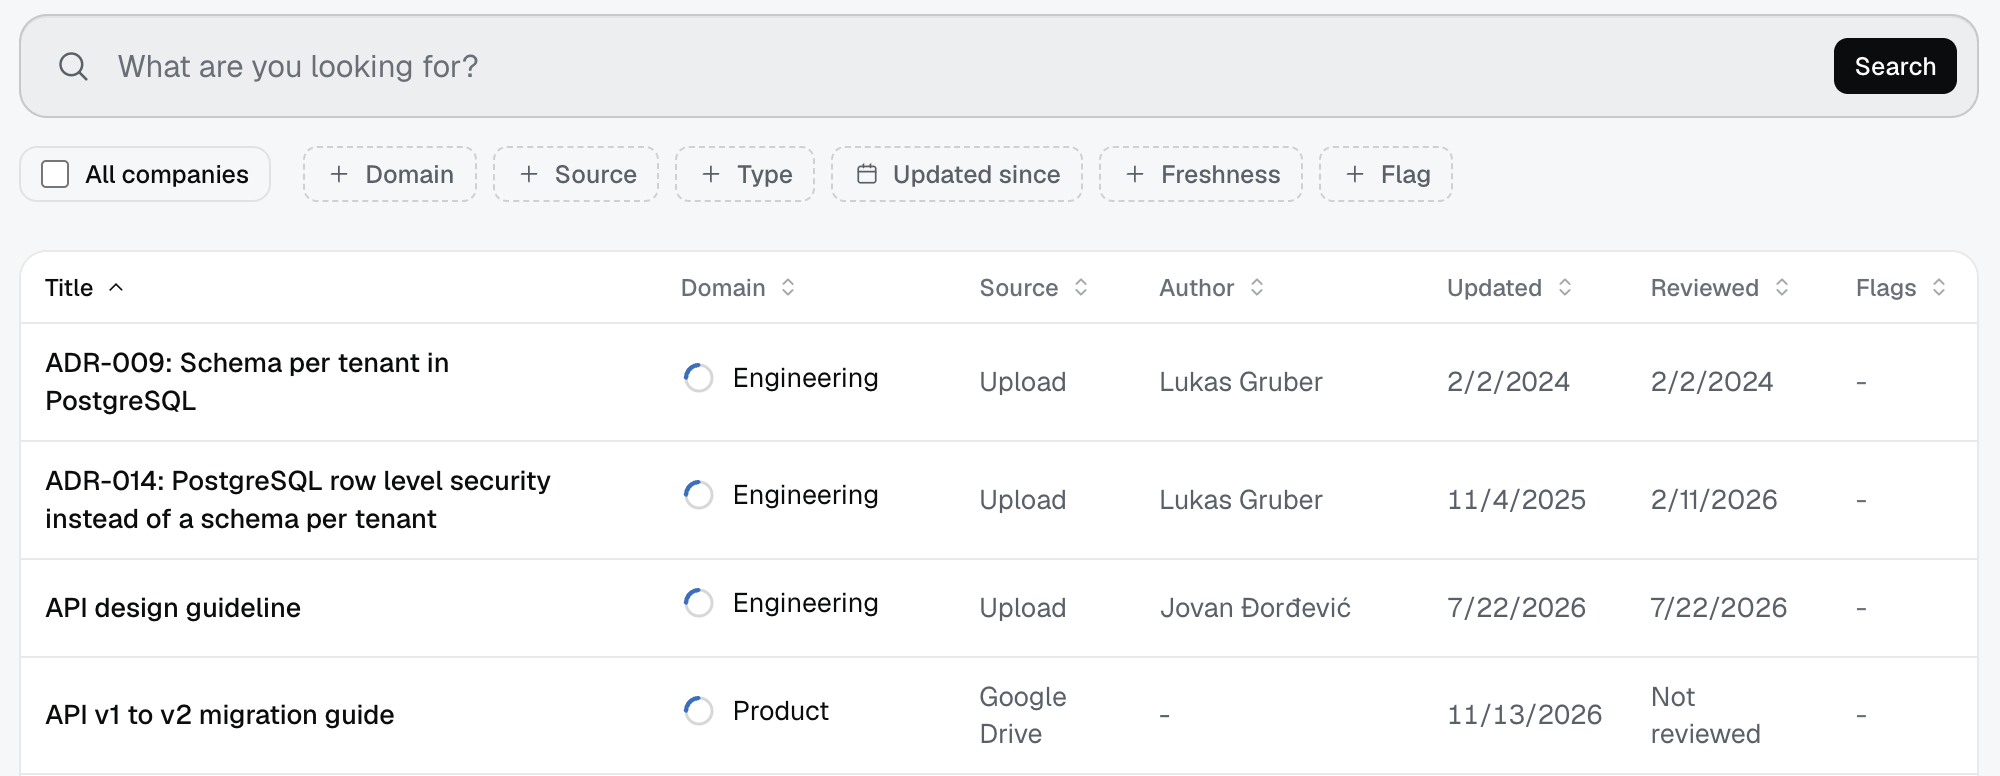 What are you looking for?
Search
All companies
+ Domain
+ Source
+ Type
Updated since
+ Freshness
+ Flag
Title Domain Source Author Updated Reviewed Flags
ADR-009: Schema per tenant in
PostgreSQL
Engineering
Upload
Lukas Gruber
2/2/2024
2/2/2024
-
ADR-014: PostgreSQL row level security
instead of a schema per tenant
Engineering
Upload
Lukas Gruber
11/4/2025
2/11/2026
-
API design guideline
Engineering
Upload
Jovan Đorđević
7/22/2026
7/22/2026
-
API v1 to v2 migration guide
Product
Google
Drive
-
11/13/2026
Not
reviewed
-